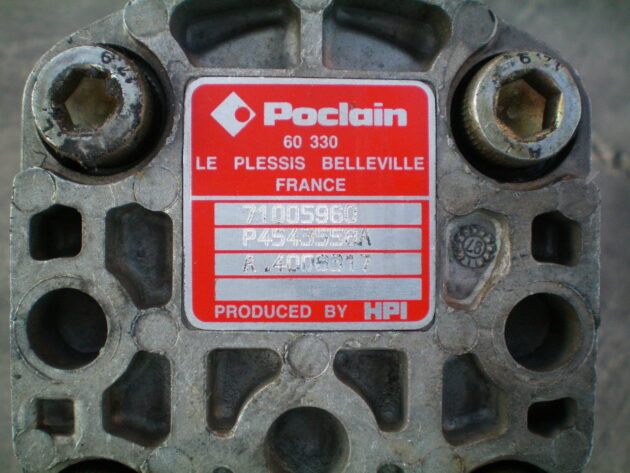 Poclain
60 330
LE PLESSIS BELLEVILLE
FRANCE
71005960
PRODUCED BY HPI